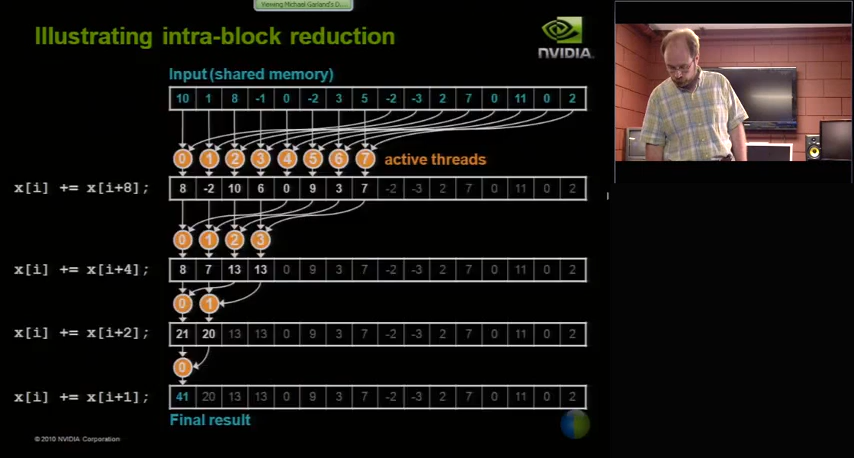 Viewing Michael Garland's D...
Illustrating intra-block reduction
NVIDIA.
Input (shared memory)
10 1 8 -1 0 -2 3 5 -2 -3 2 7 0 11 0 2
0 1 2 3 4 5 6 7 active threads
x[i] += x[i+8]; 8 -2 10 6 0 9 3 7 -2 -3 2 7 0 11 0 2
0 1 2 3
x[i] += x[i+4]; 8 7 13 13 0 9 3 7 -2 -3 2 7 0 11 0 2
0 1
x[i] += x[i+2]; 21 20 13 13 0 9 3 7 -2 -3 2 7 0 11 0 2
0
x[i] += x[i+1]; 41 20 13 13 0 9 3 7 -2 -3 2 7 0 11 0 2
Final result
© 2010 NVIDIA Corporation